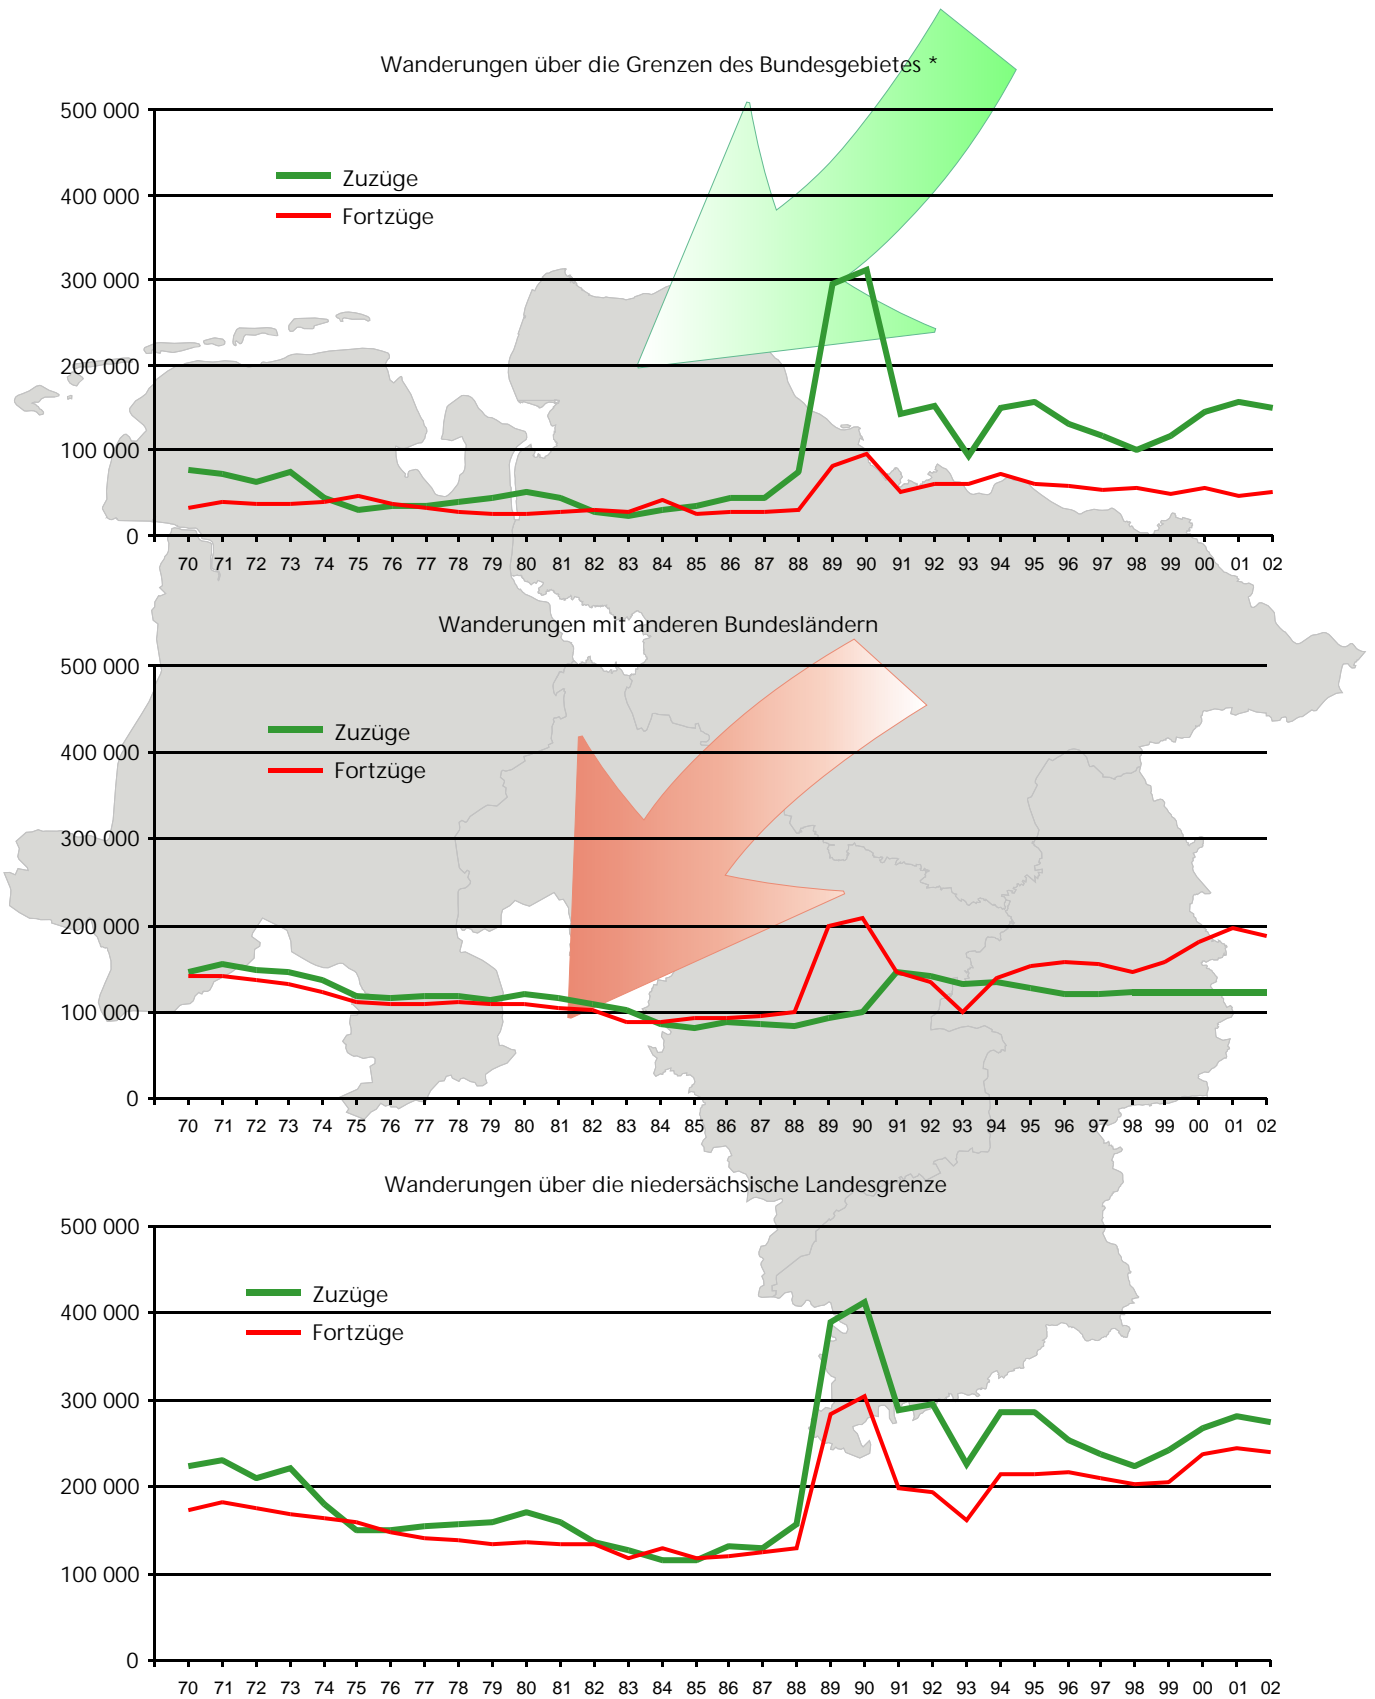 Wanderungen über die Grenzen des Bundesgebietes *
500 000
Zuzüge
400 000
Fortzüge
300 000
200 000
100 000
0
70 71 72 73 74 75 76 77 78 79 80 81 82 83 84 85 86 87 88 89 90 91 92 93 94 95 96 97 98 99 00 01 02
Wanderungen mit anderen Bundesländern
500 000
Zuzüge
400 000
Fortzüge
300 000
200 000
100 000
0
70 71 72 73 74 75 76 77 78 79 80 81 82 83 84 85 86 87 88 89 90 91 92 93 94 95 96 97 98 99 00 01 02
Wanderungen über die niedersächsische Landesgrenze
500 000
Zuzüge
400 000
Fortzüge
300 000
200 000
100 000
0
70 71 72 73 74 75 76 77 78 79 80 81 82 83 84 85 86 87 88 89 90 91 92 93 94 95 96 97 98 99 00 01 02